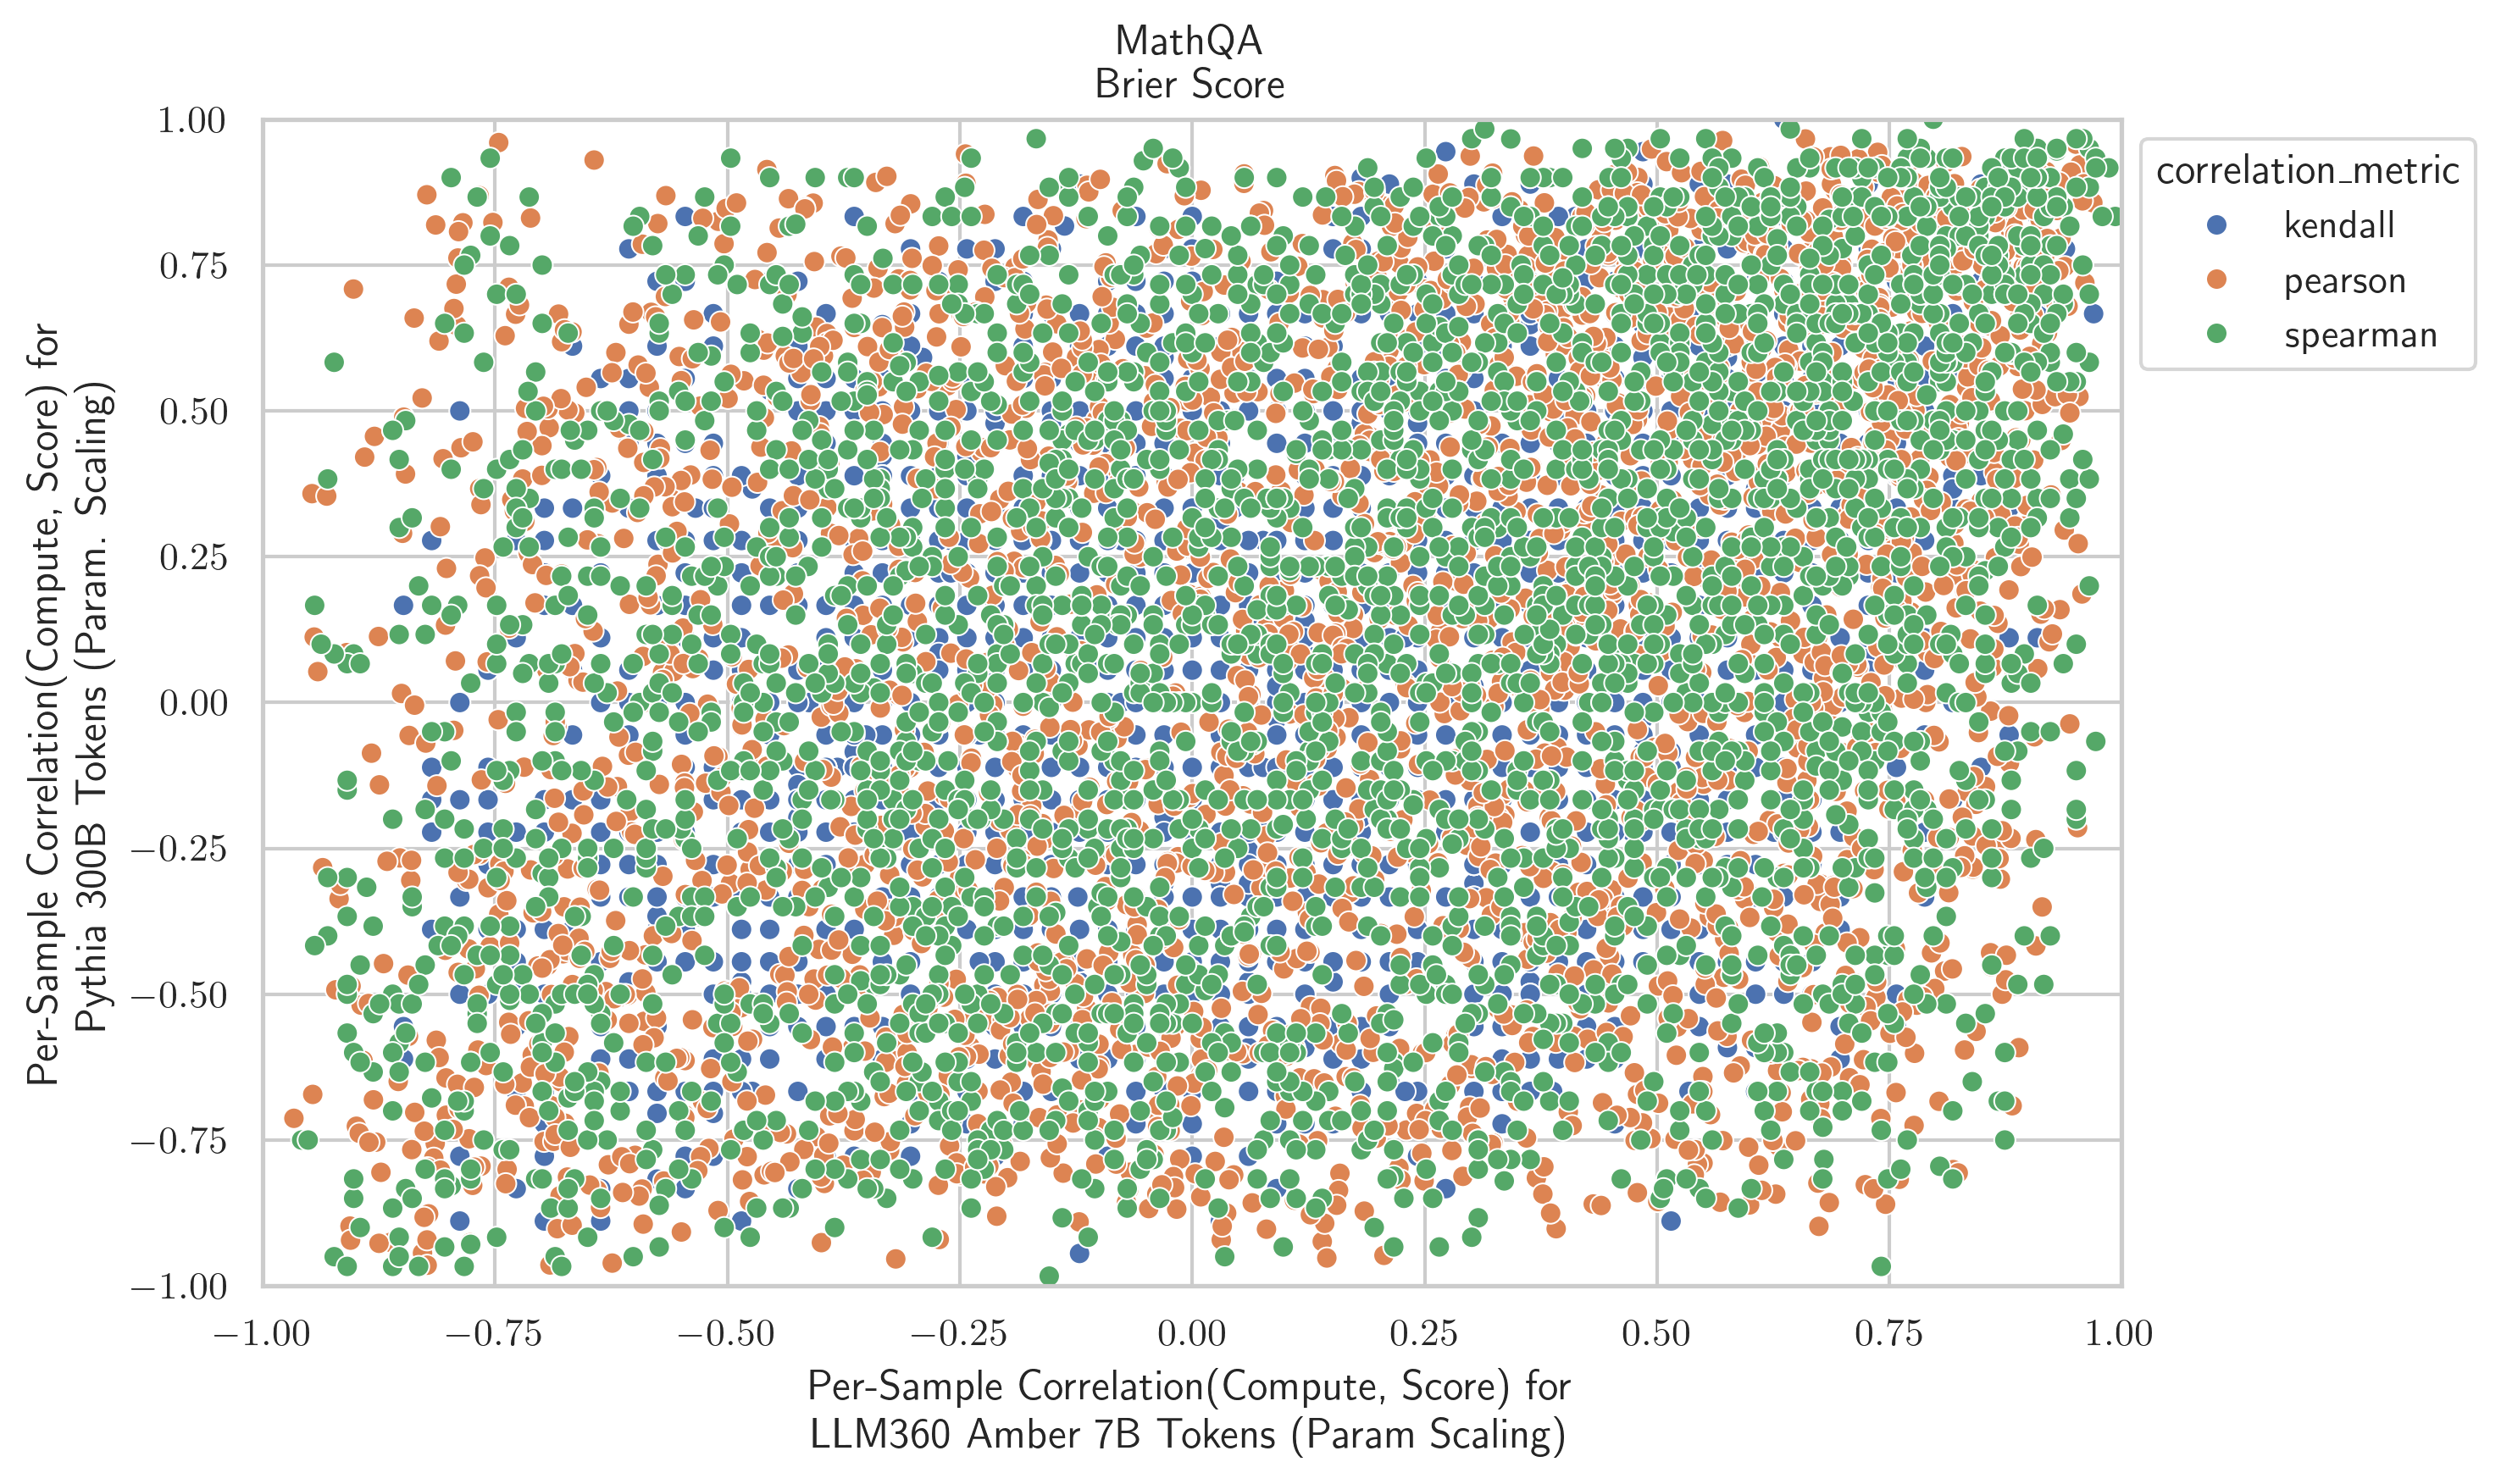 MathQA
Brier Score
Per-Sample Correlation(Compute, Score) for
Pythia 300B Tokens (Param. Scaling)
1.00
0.75
0.50
0.25
0.00
−0.25
−0.50
−0.75
−1.00
−1.00 −0.75 −0.50 −0.25 0.00 0.25 0.50 0.75 1.00
Per-Sample Correlation(Compute, Score) for
LLM360 Amber 7B Tokens (Param Scaling)
correlation_metric
kendall
pearson
spearman